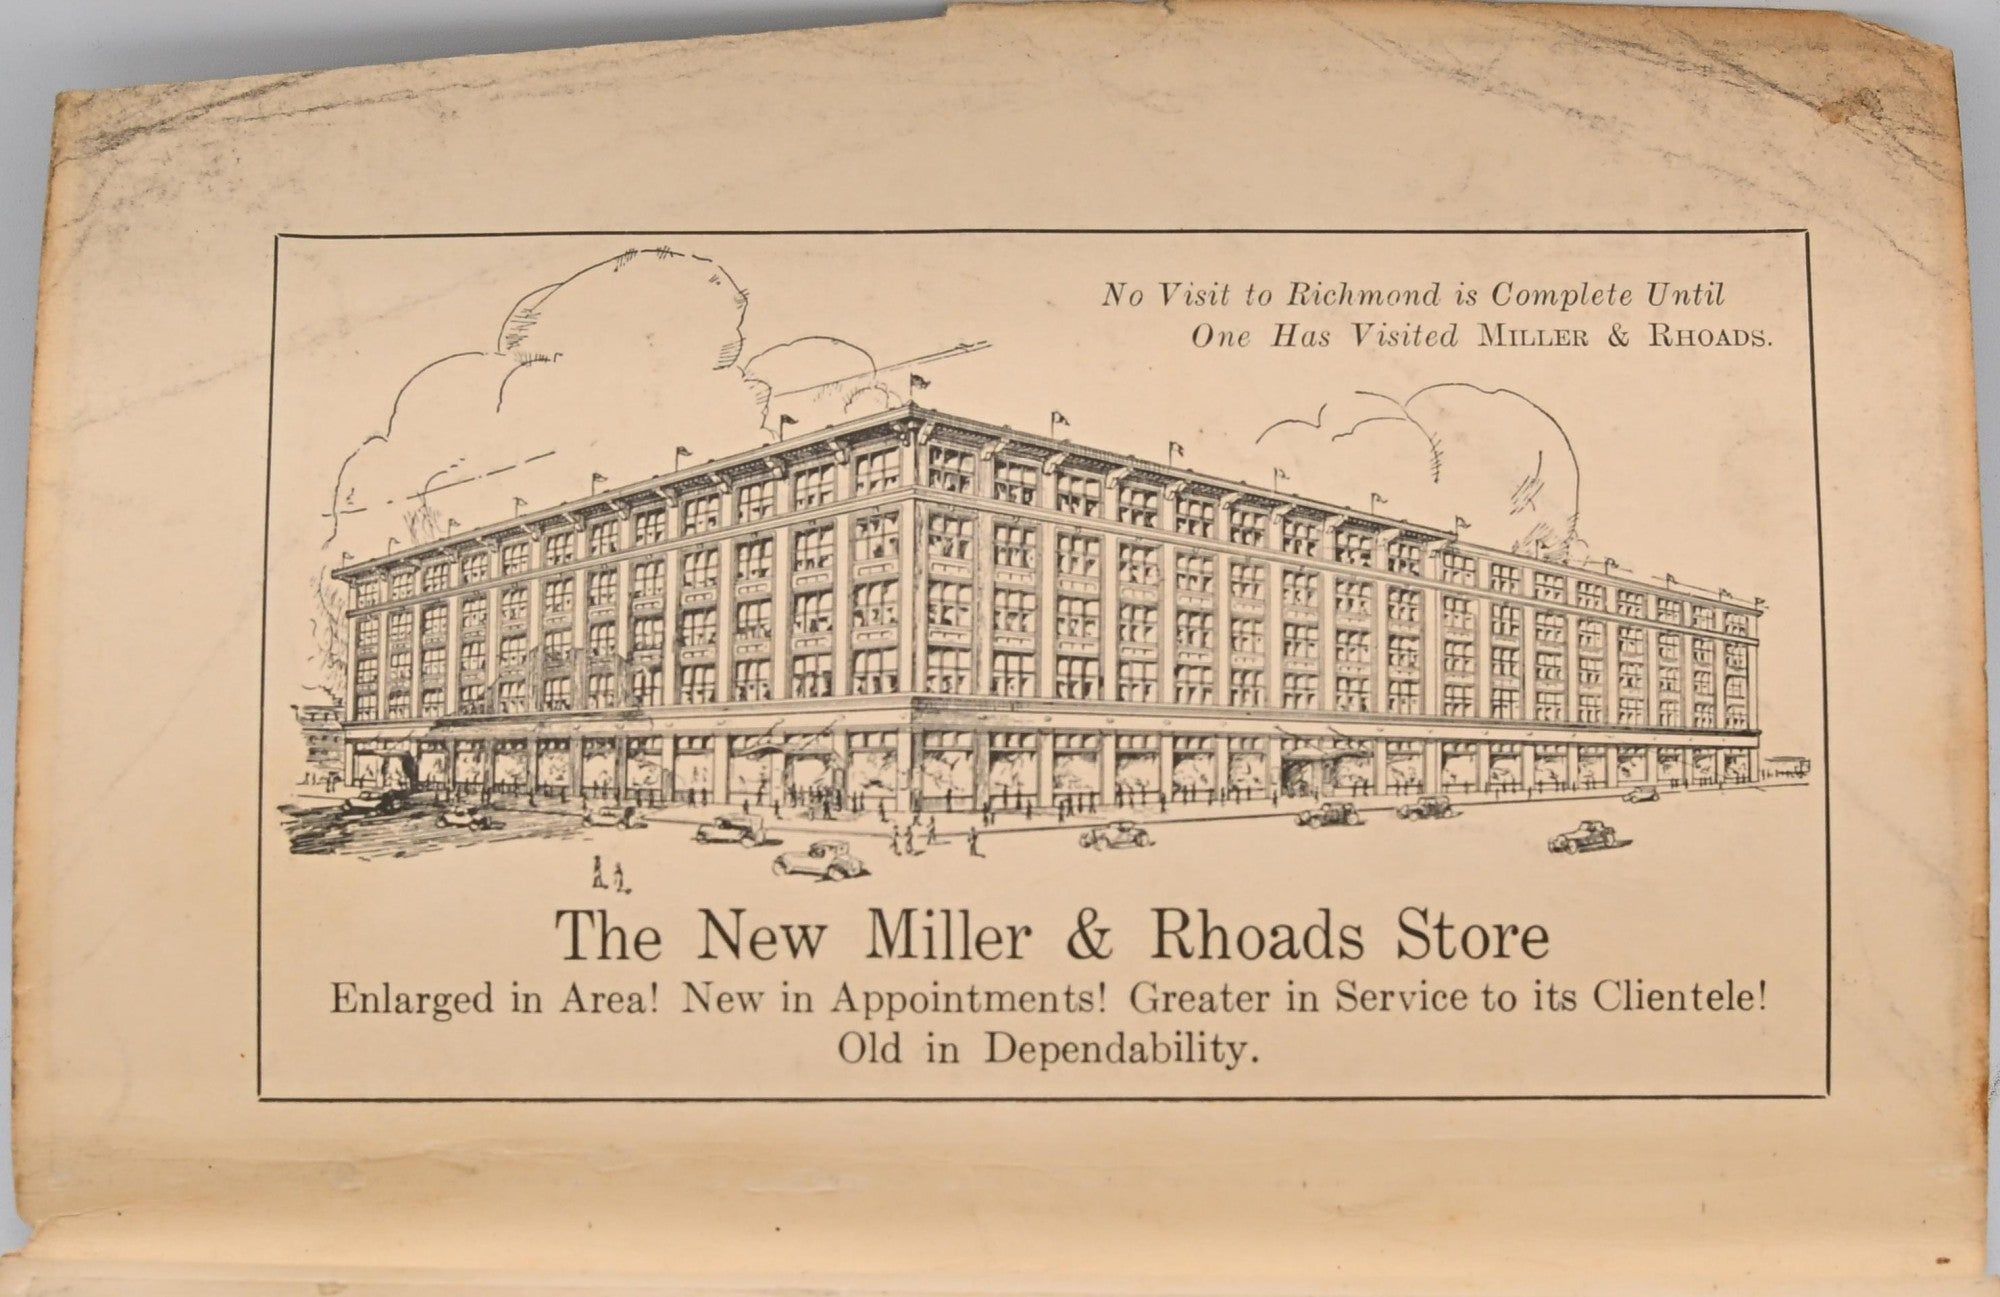 No Visit to Richmond is Complete Until
One Has Visited MILLER & RHOADS.
The New Miller & Rhoads Store
Enlarged in Area! New in Appointments! Greater in Service to its Clientele!
Old in Dependability.